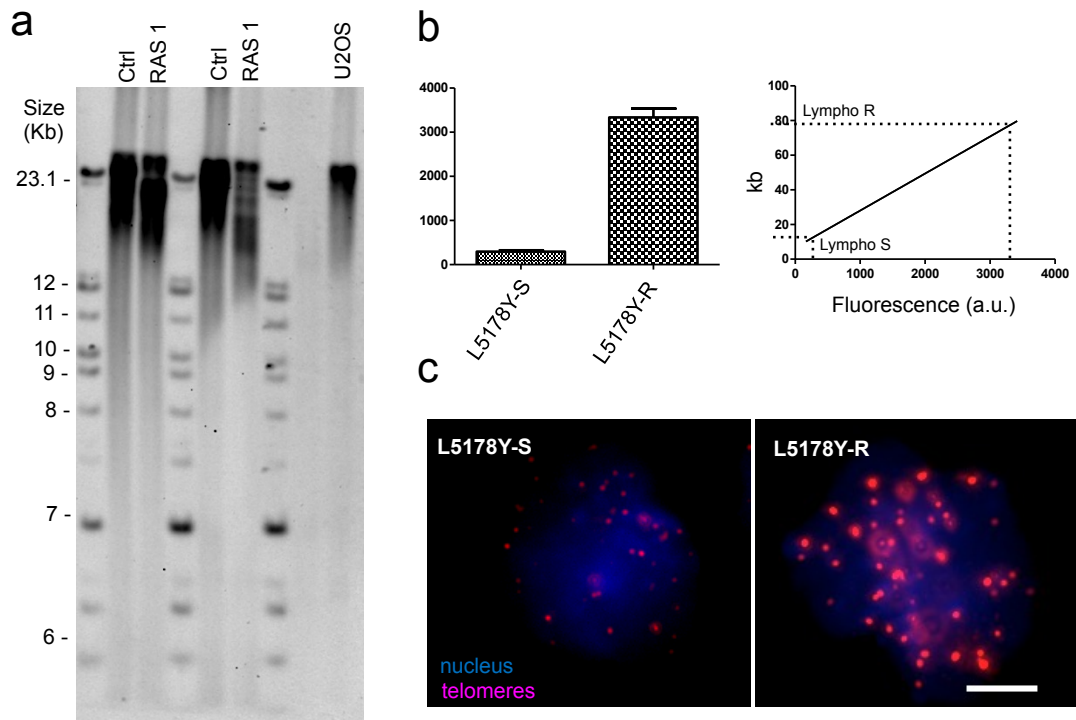 a
Ctrl
RAS 1
Ctrl
RAS 1
U2OS
Size
(Kb)
23.1 -
12 -
11 -
10 -
9 -
8 -
7 -
6 -
b
4000
3000
2000
1000
0
L5178Y-S
L5178Y-R
kb
100
80
60
40
20
0
Lympho R
Lympho S
0
1000
2000
3000
4000
Fluorescence (a.u.)
c
L5178Y-S
L5178Y-R
nucleus
telomeres